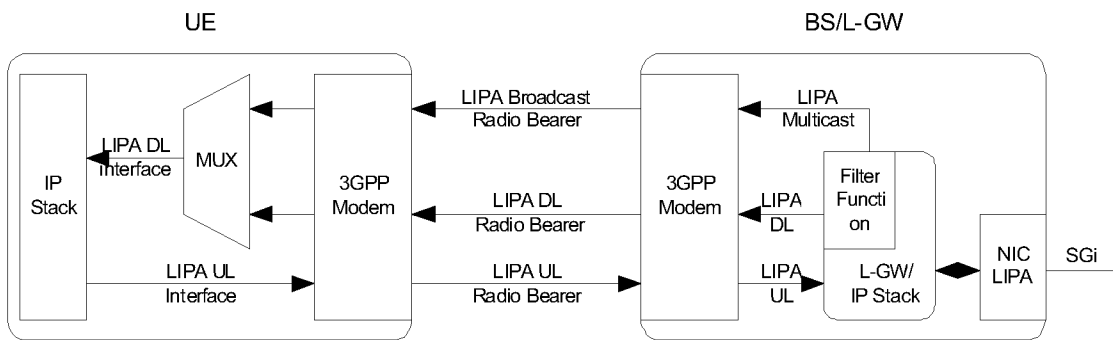 UE
BS/L-GW
LIPA Broadcast
Radio Bearer
LIPA
Multicast
LIPA DL
Interface
MUX
IP
Stack
3GPP
Modem
LIPA DL
Radio Bearer
3GPP
Modem
LIPA
DL
Filter
Functi
on
LIPA UL
Interface
LIPA UL
Radio Bearer
LIPA
UL
L-GW/
IP Stack
NIC
LIPA
SGi